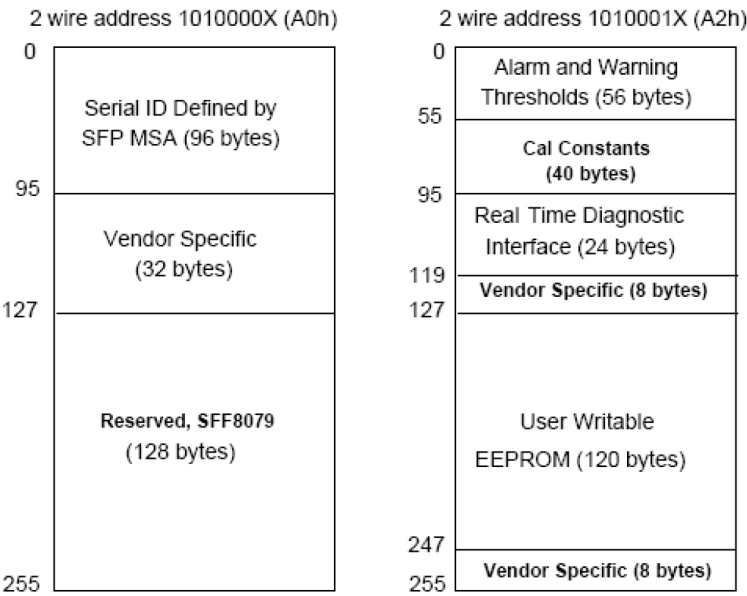 2 wire address 1010000X (A0h)
0
Serial ID Defined by
SFP MSA (96 bytes)
95
Vendor Specific
(32 bytes)
127
Reserved, SFF8079
(128 bytes)
255
2 wire address 1010001X (A2h)
0
Alarm and Warning
Thresholds (56 bytes)
55
Cal Constants
(40 bytes)
95
Real Time Diagnostic
Interface (24 bytes)
119
Vendor Specific (8 bytes)
127
User Writable
EEPROM (120 bytes)
247
Vendor Specific (8 bytes)
255